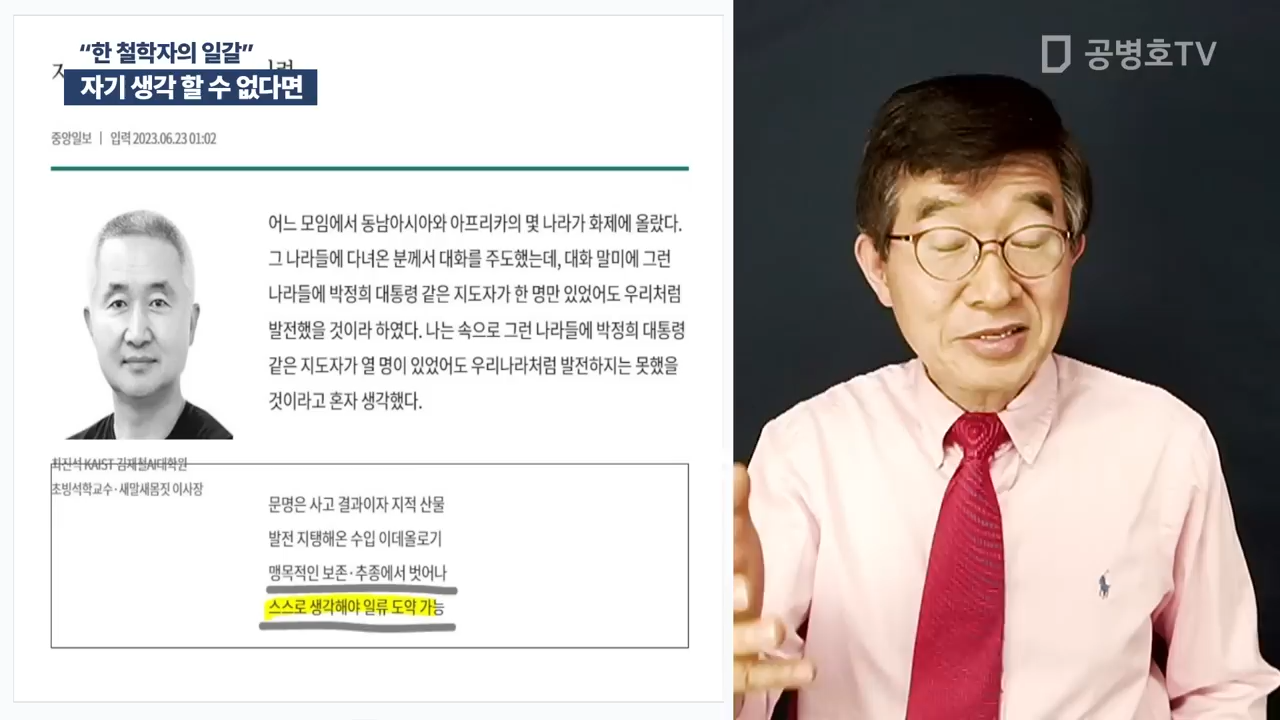 “한 철학자의 일갈”
자기 생각 할 수 없다면
공병호TV
중앙일보 | 입력 2023.06.23 01:02
어느 모임에서 동남아시아와 아프리카의 몇 나라가 화제에 올랐다.
그 나라들에 다녀온 분께서 대화를 주도했는데, 대화 말미에 그런
나라들에 박정희 대통령 같은 지도자가 한 명만 있었어도 우리처럼
발전했을 것이라 하였다. 나는 속으로 그런 나라들에 박정희 대통령
같은 지도자가 열 명이 있었어도 우리나라처럼 발전하지는 못했을
것이라고 혼자 생각했다.
최진석 KAIST 김재철AI대학원
초빙석학교수·새말새몸짓 이사장
문명은 사고 결과이자 지적 산물
발전 지탱해온 수입 이데올로기
맹목적인 보존·추종에서 벗어나
스스로 생각해야 일류 도약 가능